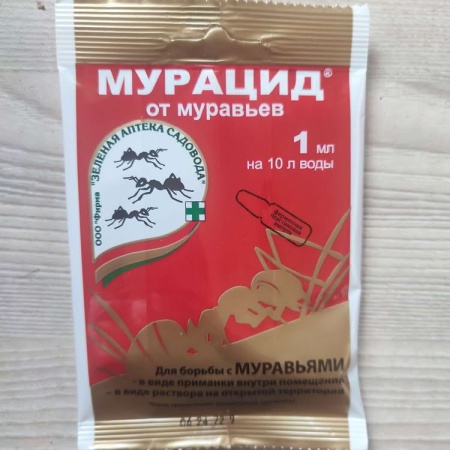 МУРАЦИД®
от муравьев
1 мл
на 10 л воды
ООО "Фирма "ЗЕЛЕНАЯ АПТЕКА САДОВОДА"
Для борьбы с МУРАВЬЯМИ
- в виде приманки внутри помещения
- в виде раствора на открытой территории